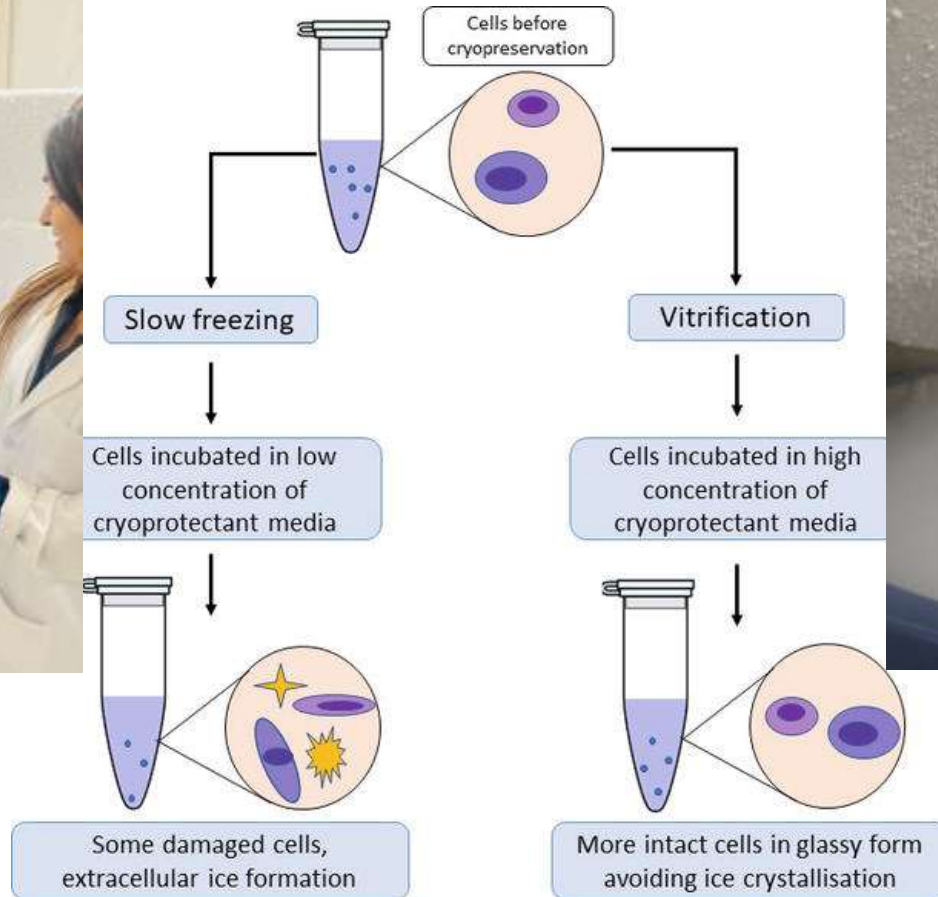 Cells before
cryopreservation
Slow freezing
Vitrification
Cells incubated in low
concentration of
cryoprotectant media
Cells incubated in high
concentration of
cryoprotectant media
Some damaged cells,
extracellular ice formation
More intact cells in glassy form
avoiding ice crystallisation